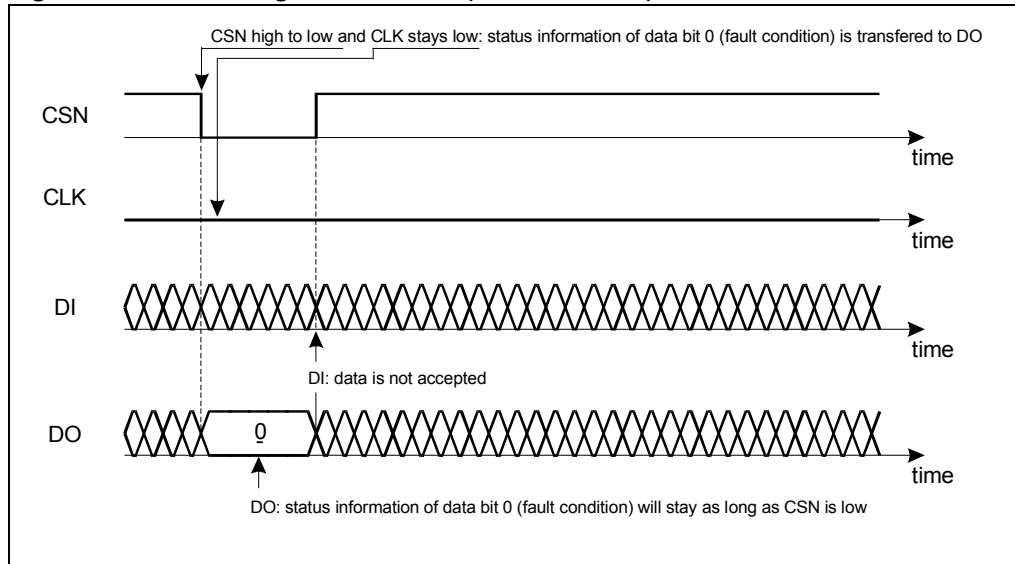 CSN high to low and CLK stays low: status information of data bit 0 (fault condition) is transfered to DO
CSN
time
CLK
time
DI
time
DI: data is not accepted
DO
0
time
DO: status information of data bit 0 (fault condition) will stay as long as CSN is low